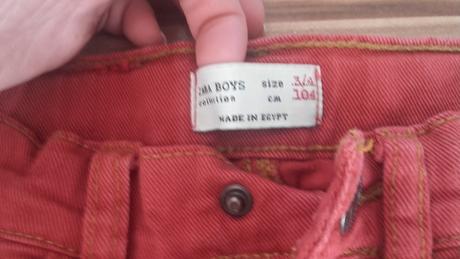 ZARA BOYS size 3/4
collection cm 104
MADE IN EGYPT